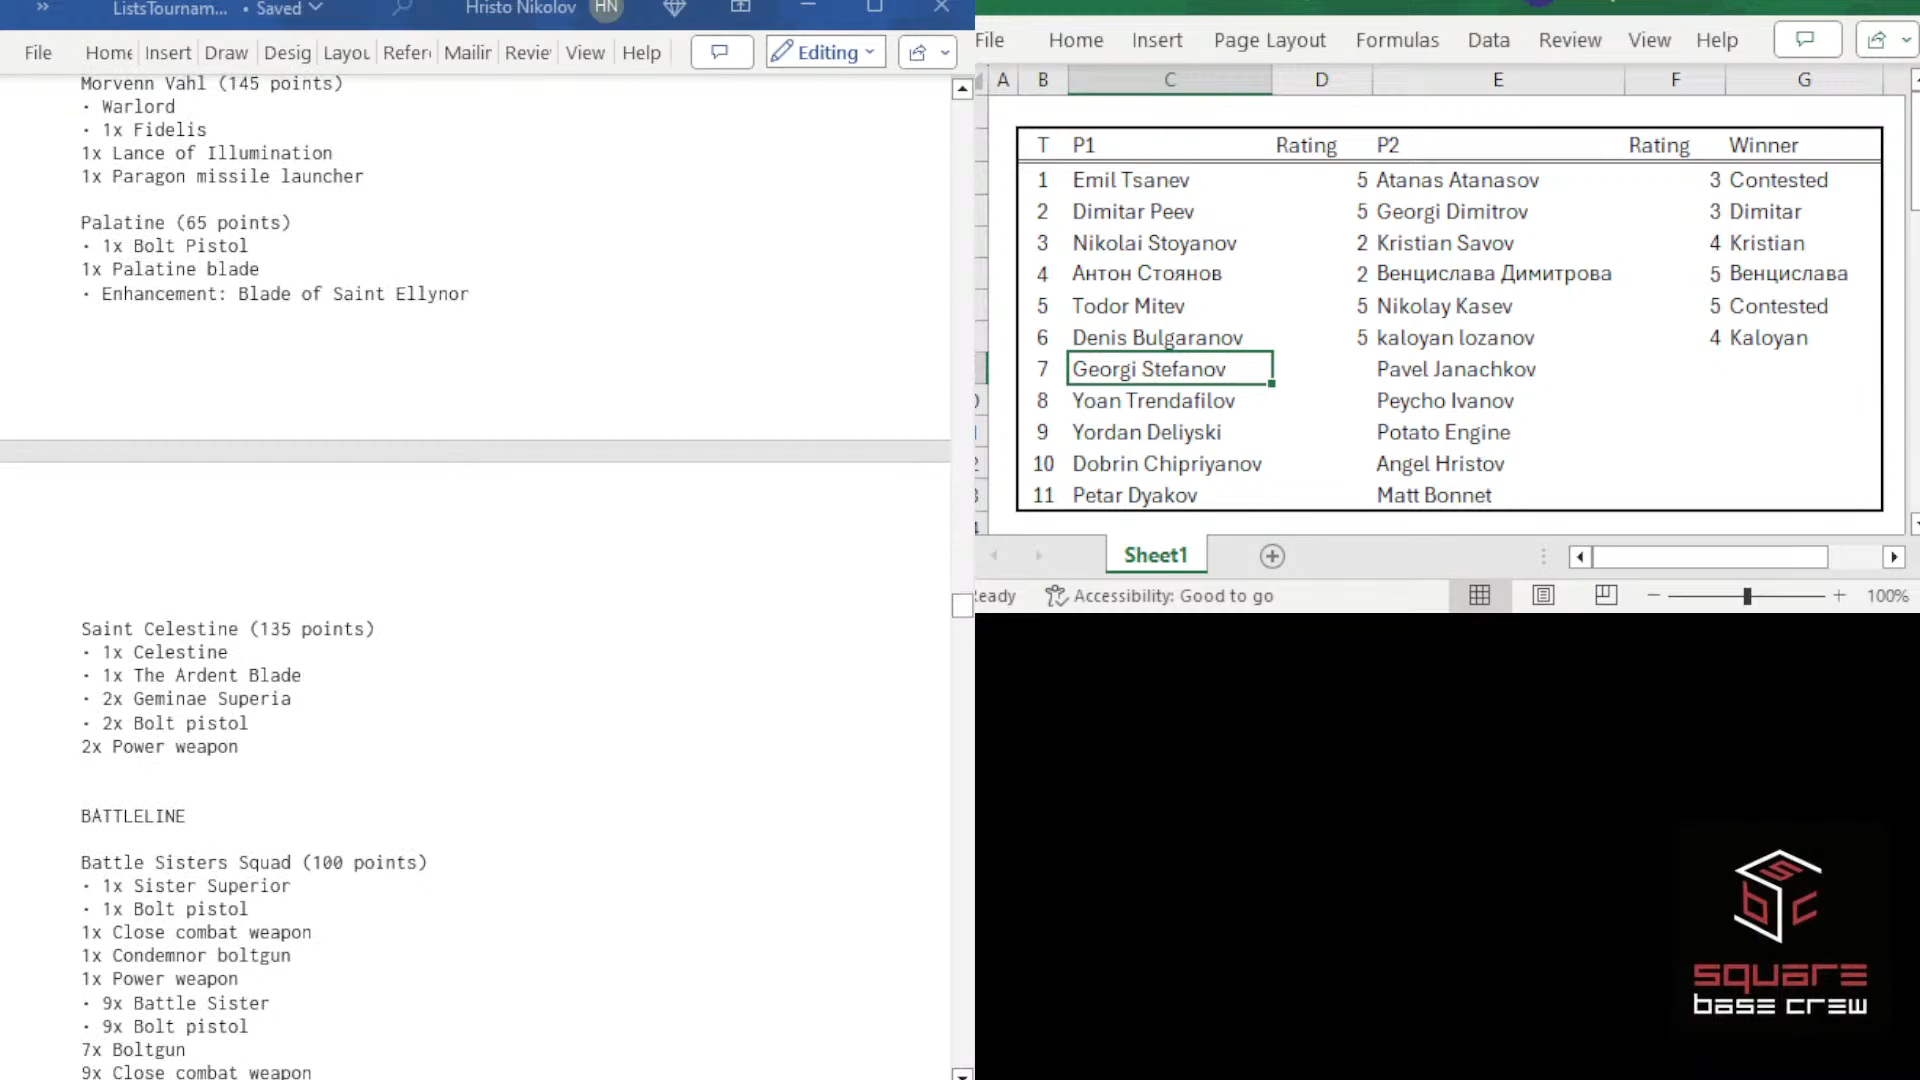 ListsTournam... • Saved
Hristo Nikolov HN
File Home Insert Draw Desig Layou Refer Mailin Revie View Help Editing
Morvenn Vahl (145 points)
• Warlord
• 1x Fidelis
1x Lance of Illumination
1x Paragon missile launcher
Palatine (65 points)
• 1x Bolt Pistol
1x Palatine blade
• Enhancement: Blade of Saint Ellynor
Saint Celestine (135 points)
• 1x Celestine
• 1x The Ardent Blade
• 2x Geminae Superia
• 2x Bolt pistol
2x Power weapon
BATTLELINE
Battle Sisters Squad (100 points)
• 1x Sister Superior
• 1x Bolt pistol
1x Close combat weapon
1x Condemnor boltgun
1x Power weapon
• 9x Battle Sister
• 9x Bolt pistol
7x Boltgun
9x Close combat weapon
File Home Insert Page Layout Formulas Data Review View Help
A B C D E F G
T P1 Rating P2 Rating Winner
1 Emil Tsanev 5 Atanas Atanasov 3 Contested
2 Dimitar Peev 5 Georgi Dimitrov 3 Dimitar
3 Nikolai Stoyanov 2 Kristian Savov 4 Kristian
4 Антон Стоянов 2 Венцислава Димитрова 5 Венцислава
5 Todor Mitev 5 Nikolay Kasev 5 Contested
6 Denis Bulgaranov 5 kaloyan lozanov 4 Kaloyan
7 Georgi Stefanov Pavel Janachkov
8 Yoan Trendafilov Peycho Ivanov
9 Yordan Deliyski Potato Engine
10 Dobrin Chipriyanov Angel Hristov
11 Petar Dyakov Matt Bonnet
Sheet1
eady Accessibility: Good to go 100%
sbc
square
base crew